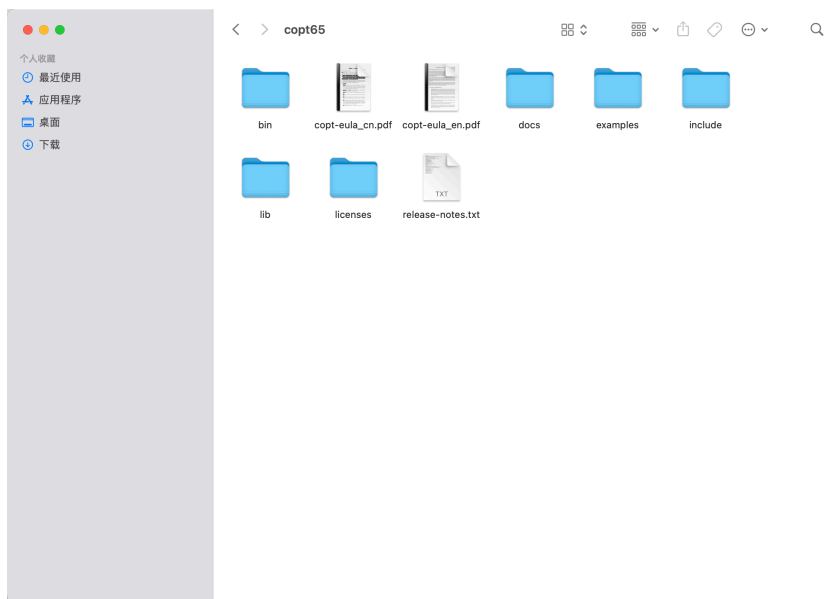 copt65
个人收藏
最近使用
应用程序
桌面
下载
bin
copt-eula_cn.pdf
copt-eula_en.pdf
docs
examples
include
lib
licenses
TXT
release-notes.txt